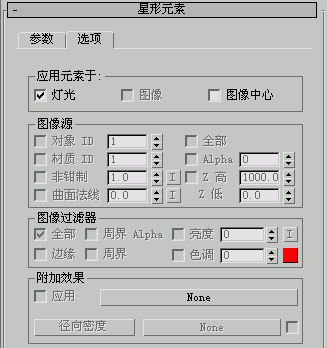 - 星形元素
参数 选项
应用元素于:
灯光 图像 图像中心
图像源
对象 ID 1 全部
材质 ID 1 Alpha 0
非钳制 1.0 I Z 高 1000.0
曲面法线 0.0 I Z 低 0.0
图像过滤器
全部 周界 Alpha 亮度 0 I
边缘 周界 色调 0
附加效果
应用 None
径向密度 None